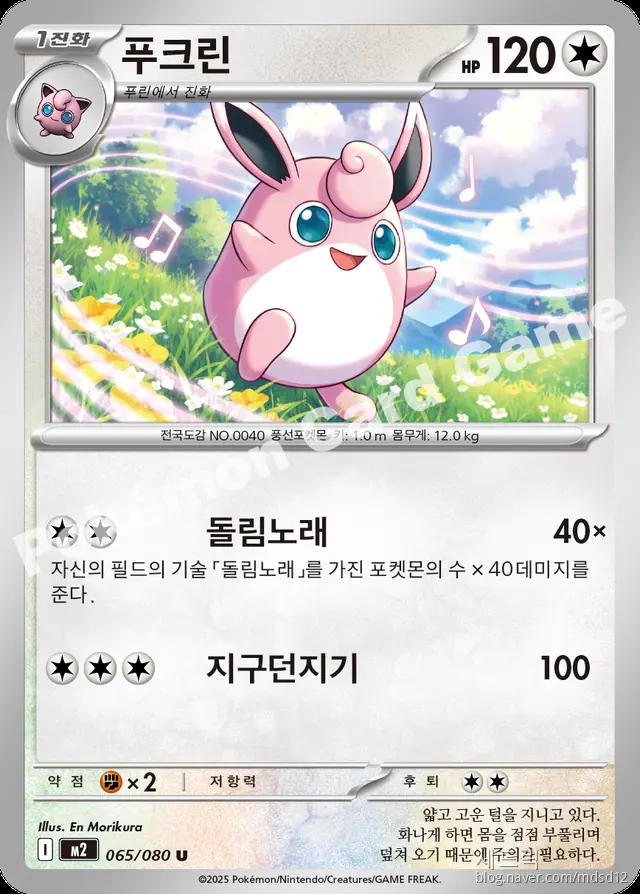 1진화
푸크린
HP 120
푸린에서 진화
전국도감 NO.0040 풍선포켓몬 키: 1.0 m 몸무게: 12.0 kg
Pokémon Card Game
돌림노래 40×
자신의 필드의 기술 「돌림노래」를 가진 포켓몬의 수 × 40데미지를
준다.
지구던지기 100
약점 ×2 저항력 후퇴
Illus. En Morikura
얇고 고운 털을 지니고 있다.
화나게 하면 몸을 점점 부풀리며
덮쳐 오기 때문에 주의가 필요하다.
I M2 065/080 U
©2025 Pokémon/Nintendo/Creatures/GAME FREAK.
blog.naver.com/mdsd12